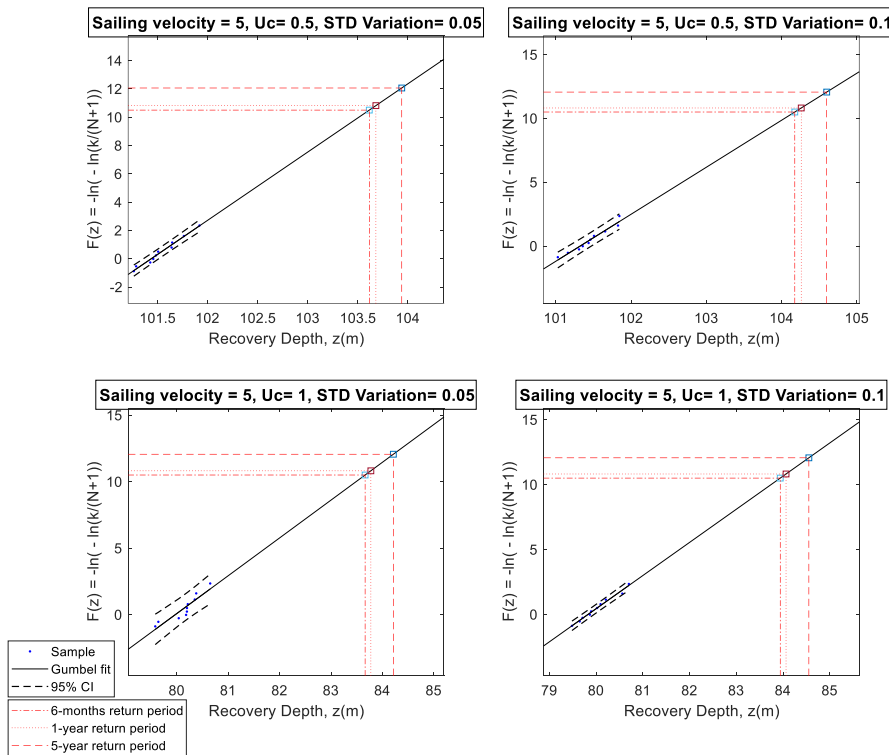 Sailing velocity = 5, Uc= 0.5, STD Variation= 0.05
F(z) = -ln( - ln(k/(N+1))
14
12
10
8
6
4
2
0
-2
101.5 102 102.5 103 103.5 104
Recovery Depth, z(m)
Sailing velocity = 5, Uc= 0.5, STD Variation= 0.1
F(z) = -ln( - ln(k/(N+1))
15
10
5
0
101 102 103 104 105
Recovery Depth, z(m)
Sailing velocity = 5, Uc= 1, STD Variation= 0.05
F(z) = -ln( - ln(k/(N+1))
15
10
5
0
80 81 82 83 84 85
Recovery Depth, z(m)
Sailing velocity = 5, Uc= 1, STD Variation= 0.1
F(z) = -ln( - ln(k/(N+1))
15
10
5
0
79 80 81 82 83 84 85
Recovery Depth, z(m)
Sample
Gumbel fit
95% CI
6-months return period
1-year return period
5-year return period